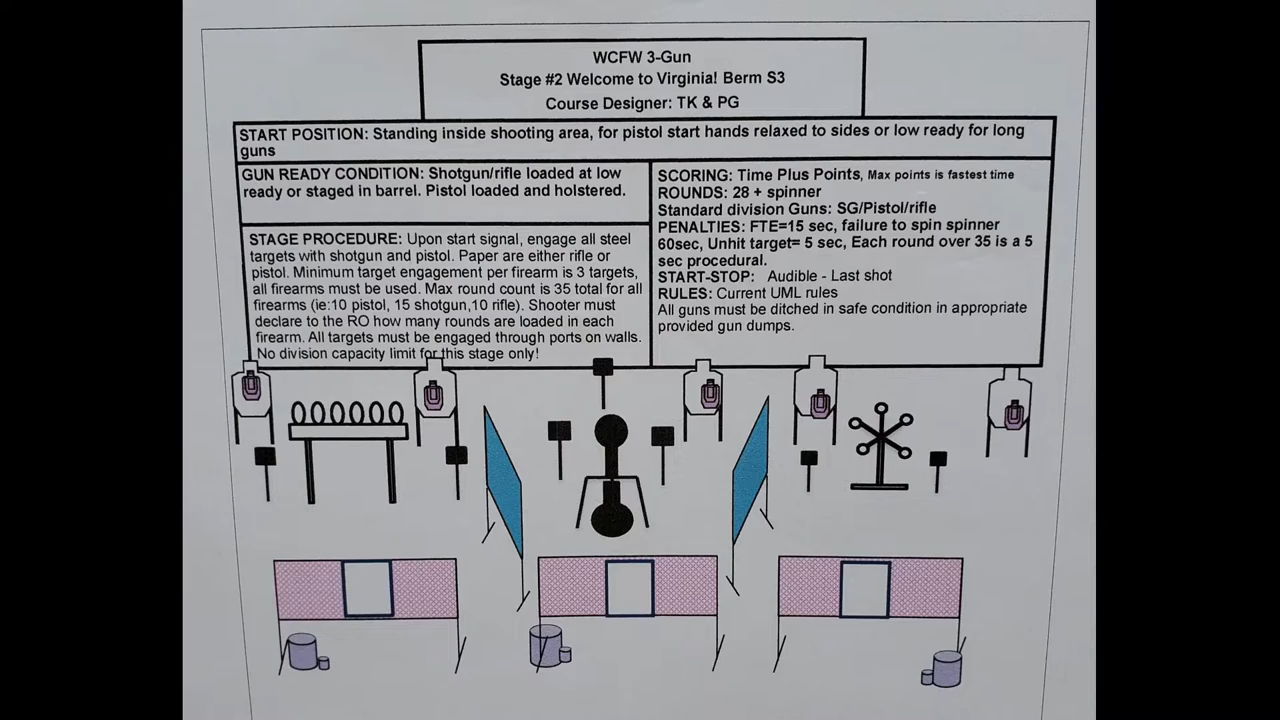 WCFW 3-Gun
Stage #2 Welcome to Virginia! Berm S3
Course Designer: TK & PG
START POSITION: Standing inside shooting area, for pistol start hands relaxed to sides or low ready for long
guns
GUN READY CONDITION: Shotgun/rifle loaded at low
ready or staged in barrel. Pistol loaded and holstered.
STAGE PROCEDURE: Upon start signal, engage all steel
targets with shotgun and pistol. Paper are either rifle or
pistol. Minimum target engagement per firearm is 3 targets,
all firearms must be used. Max round count is 35 total for all
firearms (ie:10 pistol, 15 shotgun,10 rifle). Shooter must
declare to the RO how many rounds are loaded in each
firearm. All targets must be engaged through ports on walls.
No division capacity limit for this stage only!
SCORING: Time Plus Points, Max points is fastest time
ROUNDS: 28 + spinner
Standard division Guns: SG/Pistol/rifle
PENALTIES: FTE=15 sec, failure to spin spinner
60sec, Unhit target= 5 sec, Each round over 35 is a 5
sec procedural.
START-STOP: Audible - Last shot
RULES: Current UML rules
All guns must be ditched in safe condition in appropriate
provided gun dumps.